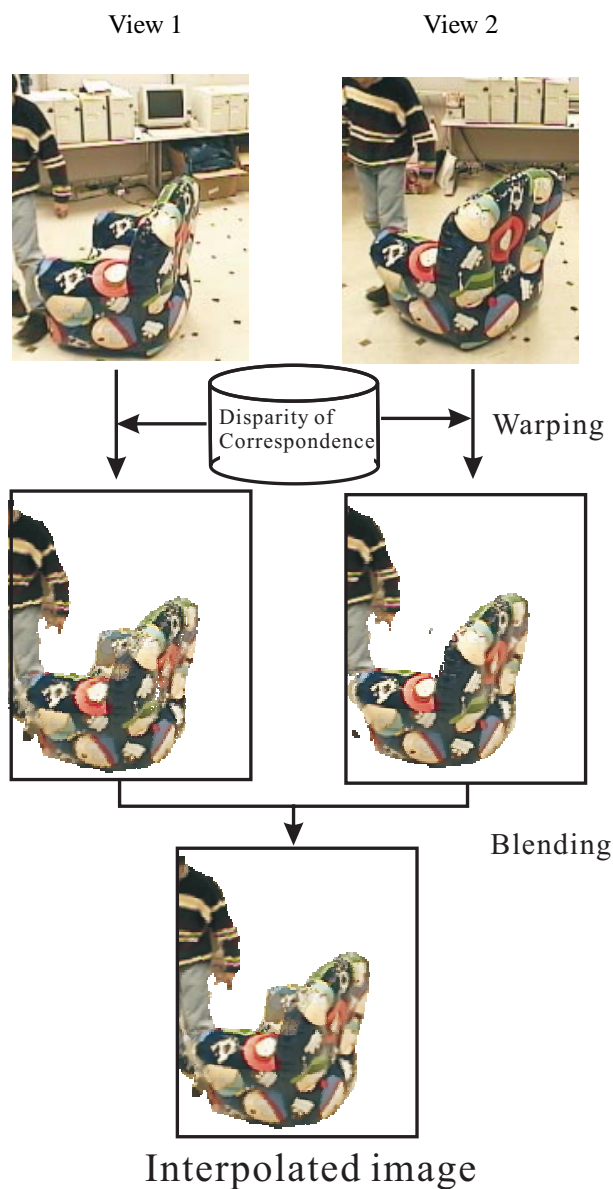 View 1
View 2
Disparity of
Correspondence
Warping
Blending
Interpolated image